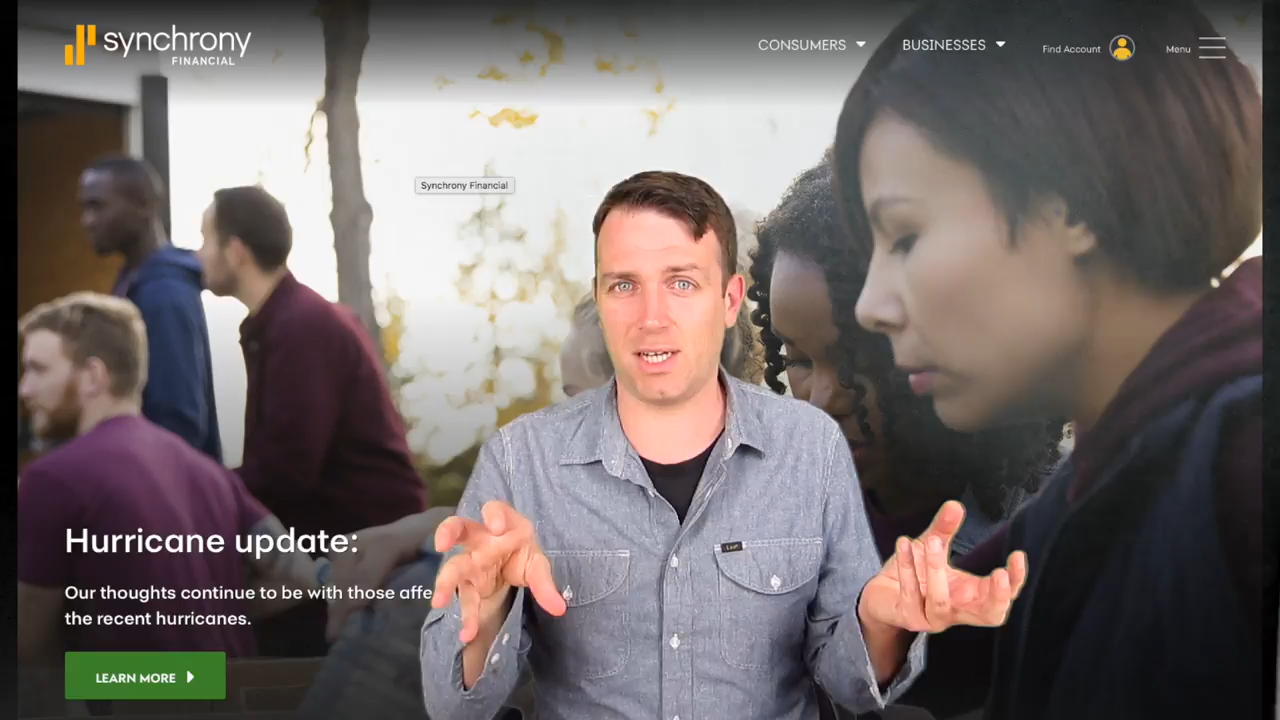 synchrony
FINANCIAL
CONSUMERS
BUSINESSES
Find Account
Menu
Synchrony Financial
Hurricane update:
Our thoughts continue to be with those affe
the recent hurricanes.
LEARN MORE